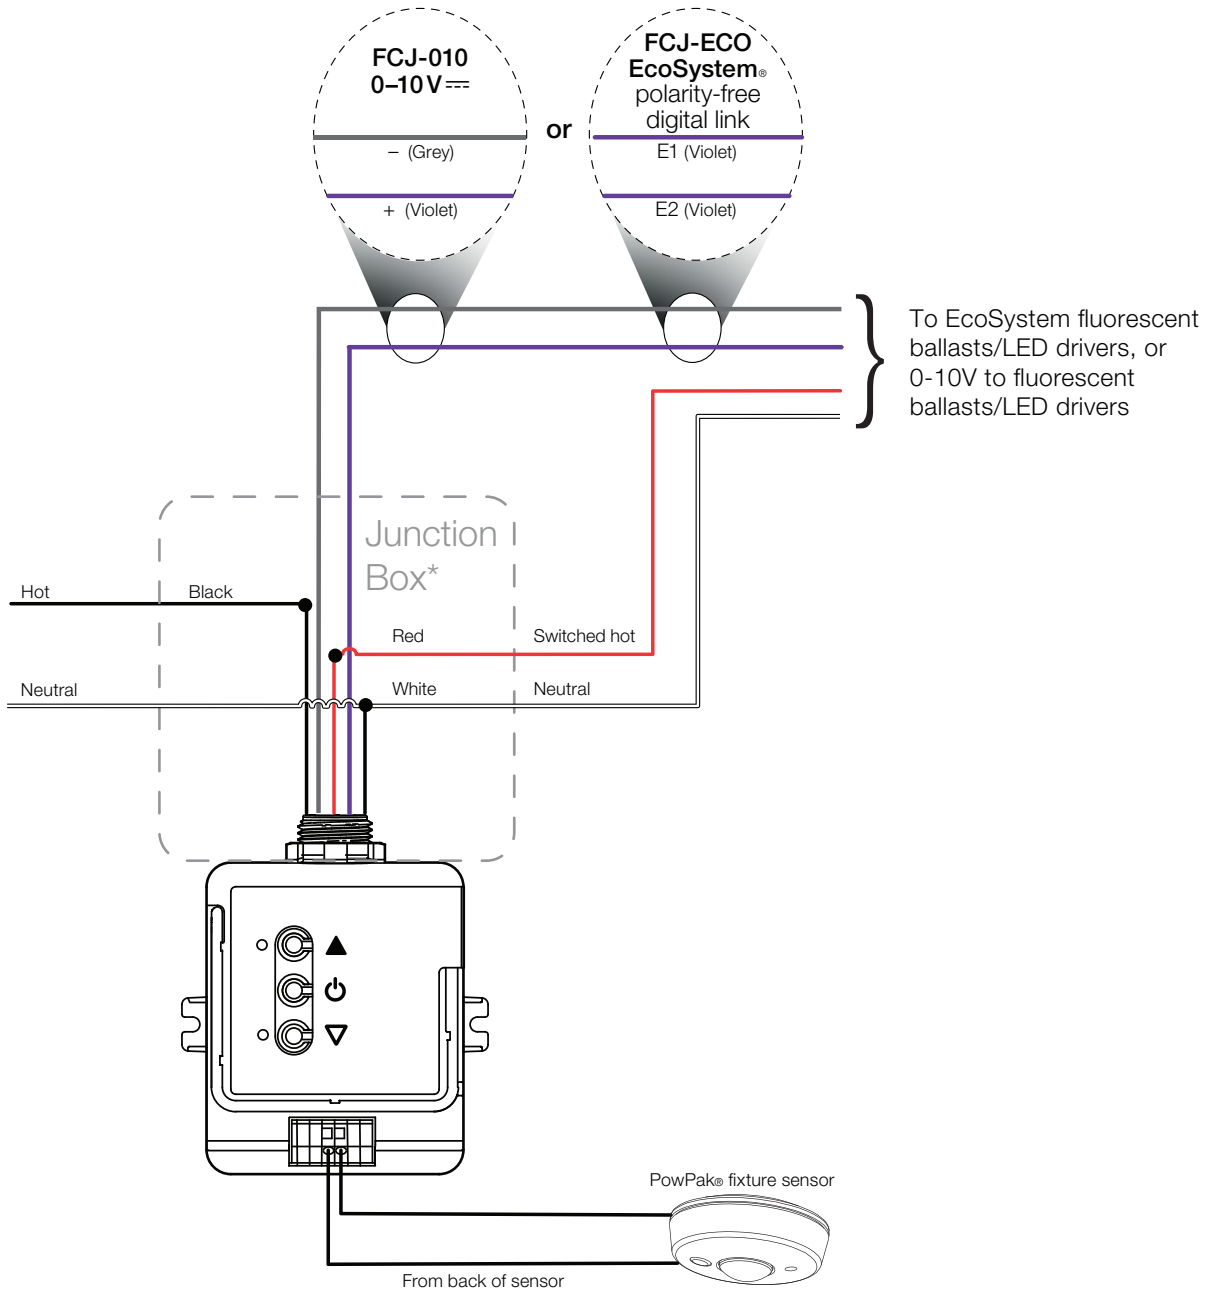 FCJ-010
0–10 V
– (Grey)
+ (Violet)
or
FCJ-ECO
EcoSystem®
polarity-free
digital link
E1 (Violet)
E2 (Violet)
To EcoSystem fluorescent
ballasts/LED drivers, or
0-10V to fluorescent
ballasts/LED drivers
Junction
Box*
Hot
Black
Red
Switched hot
Neutral
White
Neutral
PowPak® fixture sensor
From back of sensor